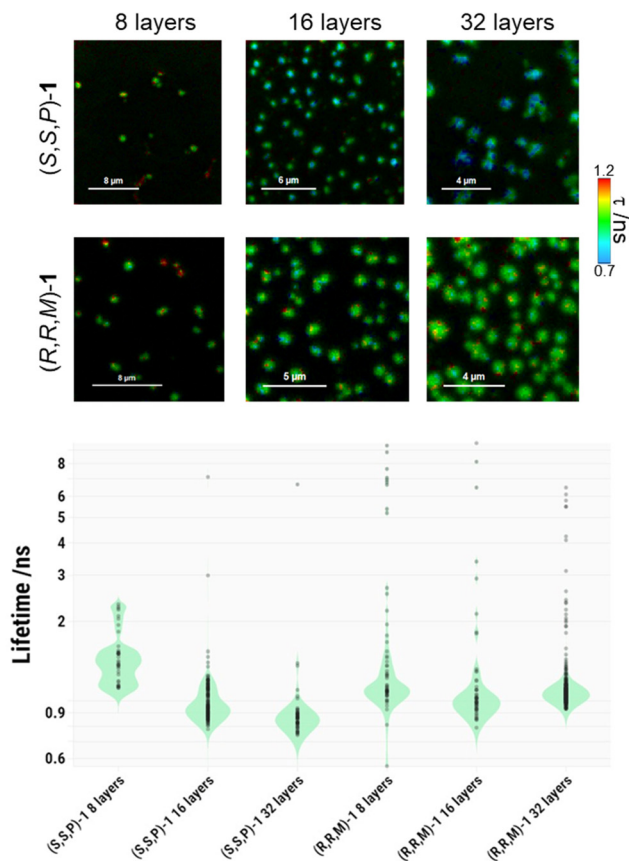 8 layers 16 layers 32 layers
(S,S,P)-1
8 µm
6 µm
4 µm
1.2
τ /ns
0.7
(R,R,M)-1
8 µm
5 µm
4 µm
Lifetime /ns
8
6
5
4
3
2
0.9
0.6
(S,S,P)-1 8 layers
(S,S,P)-1 16 layers
(S,S,P)-1 32 layers
(R,R,M)-1 8 layers
(R,R,M)-1 16 layers
(R,R,M)-1 32 layers